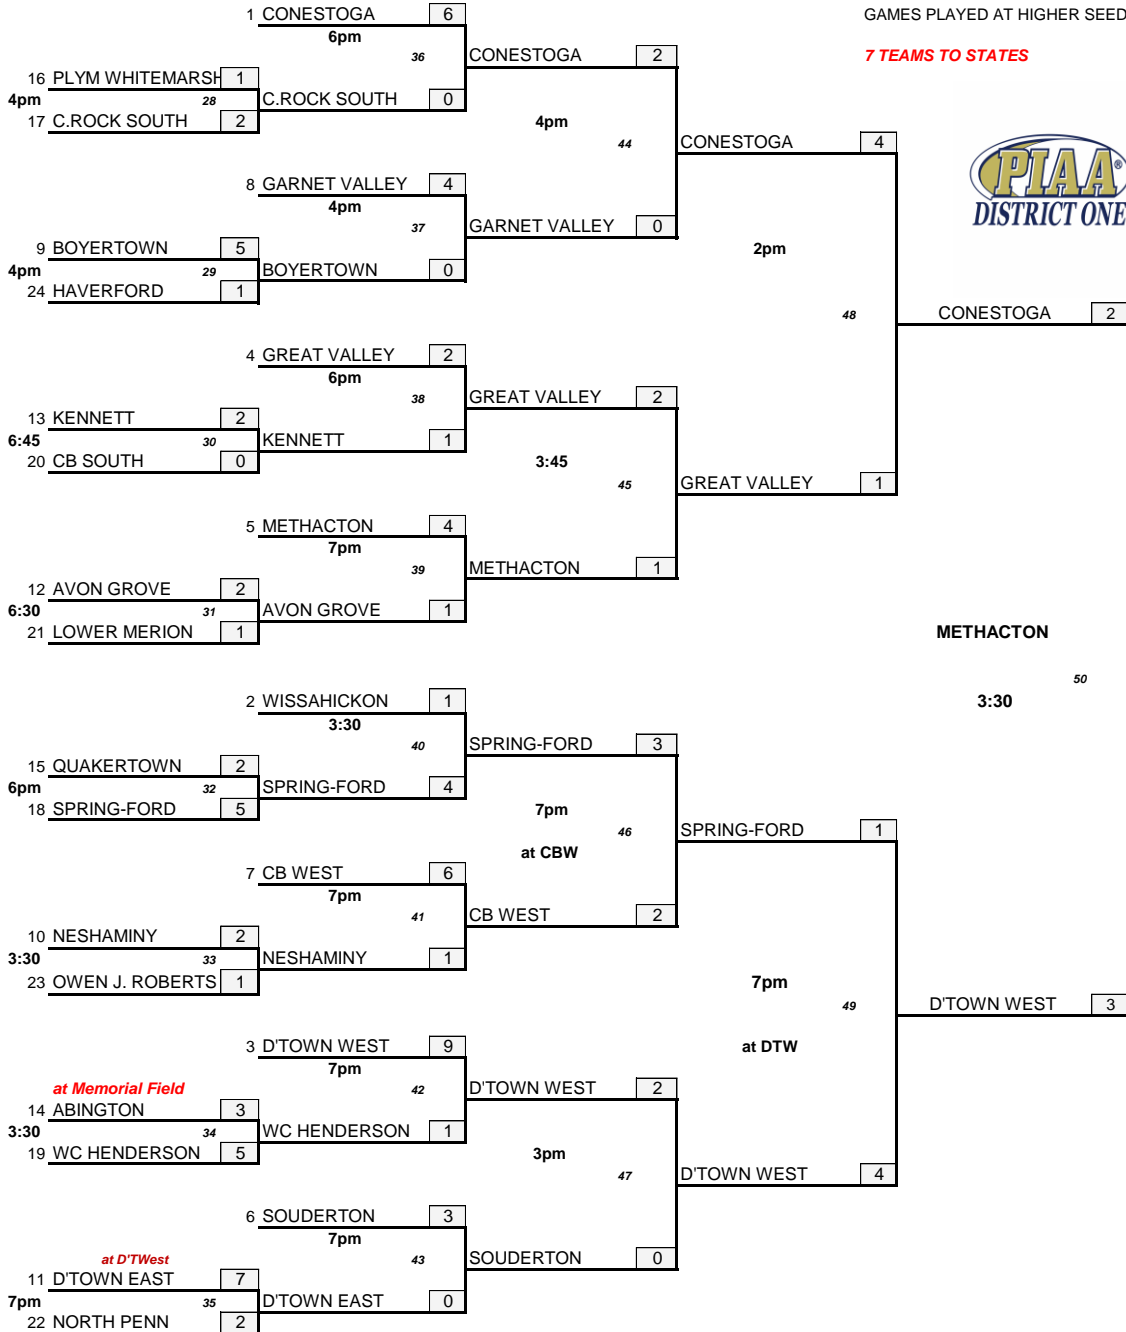 1 CONESTOGA 6
GAMES PLAYED AT HIGHER SEED
6pm
36 CONESTOGA 2
7 TEAMS TO STATES
16 PLYM WHITEMARSH 1
4pm 28 C.ROCK SOUTH 0
17 C.ROCK SOUTH 2
4pm
44 CONESTOGA 4
PIAA®
DISTRICT ONE
8 GARNET VALLEY 4
4pm
37 GARNET VALLEY 0
9 BOYERTOWN 5
2pm
4pm 29 BOYERTOWN 0
24 HAVERFORD 1
48 CONESTOGA 2
4 GREAT VALLEY 2
6pm
38 GREAT VALLEY 2
13 KENNETT 2
6:45 30 KENNETT 1
20 CB SOUTH 0
3:45
45 GREAT VALLEY 1
5 METHACTON 4
7pm
39 METHACTON 1
12 AVON GROVE 2
6:30 31 AVON GROVE 1
21 LOWER MERION 1
METHACTON
50
2 WISSAHICKON 1
3:30
3:30
40 SPRING-FORD 3
15 QUAKERTOWN 2
6pm 32 SPRING-FORD 4
18 SPRING-FORD 5
7pm
46 SPRING-FORD 1
at CBW
7 CB WEST 6
7pm
41 CB WEST 2
10 NESHAMINY 2
3:30 33 NESHAMINY 1
23 OWEN J. ROBERTS 1
7pm
49 D'TOWN WEST 3
3 D'TOWN WEST 9
at DTW
7pm
at Memorial Field
42 D'TOWN WEST 2
14 ABINGTON 3
3:30 34 WC HENDERSON 1
19 WC HENDERSON 5
3pm
47 D'TOWN WEST 4
6 SOUDERTON 3
7pm
at D'TWest
43 SOUDERTON 0
11 D'TOWN EAST 7
7pm 35 D'TOWN EAST 0
22 NORTH PENN 2